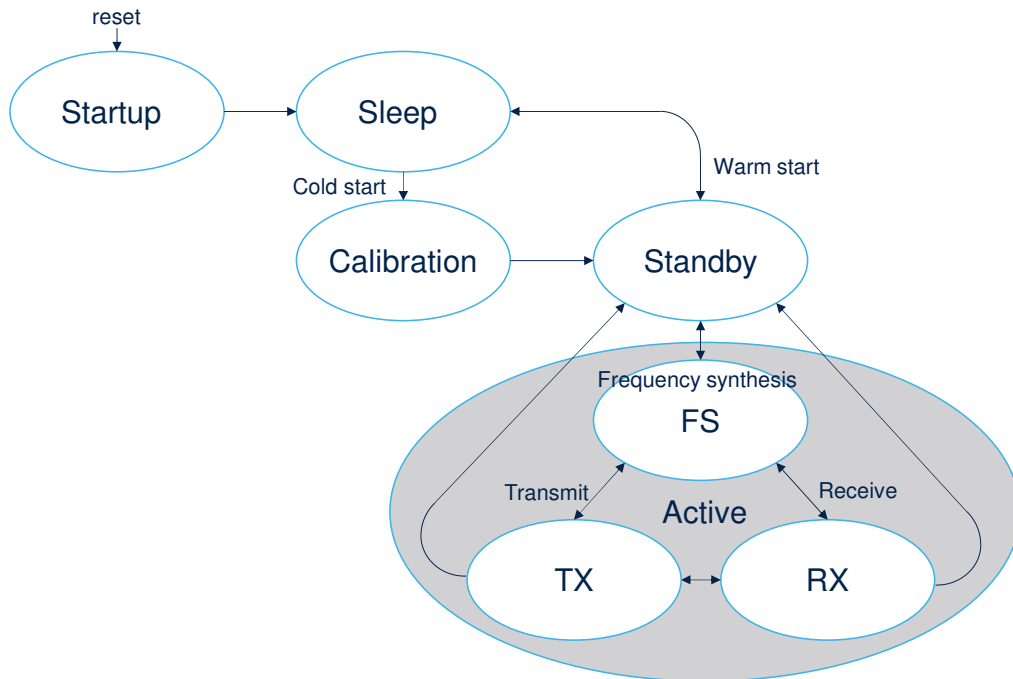 reset
Startup
Sleep
Warm start
Cold start
Calibration
Standby
Frequency synthesis
FS
Transmit
Receive
Active
TX
RX